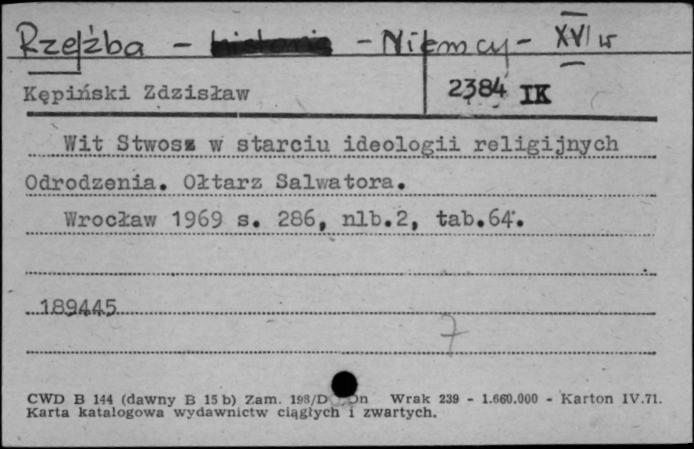 Rzeźba - historia - Niemcy - XVI w
Kępiński Zdzisław 2384 IK
Wit Stwosz w starciu ideologii religijnych
Odrodzenia. Ołtarz Salwatora.
Wrocław 1969 s. 286, nlb.2, tab.64.
189445
7
CWD B 144 (dawny B 15 b) Zam. 198/D Wrak 239 - 1.660.000 - Karton IV.71.
Karta katalogowa wydawnictw ciągłych i zwartych.